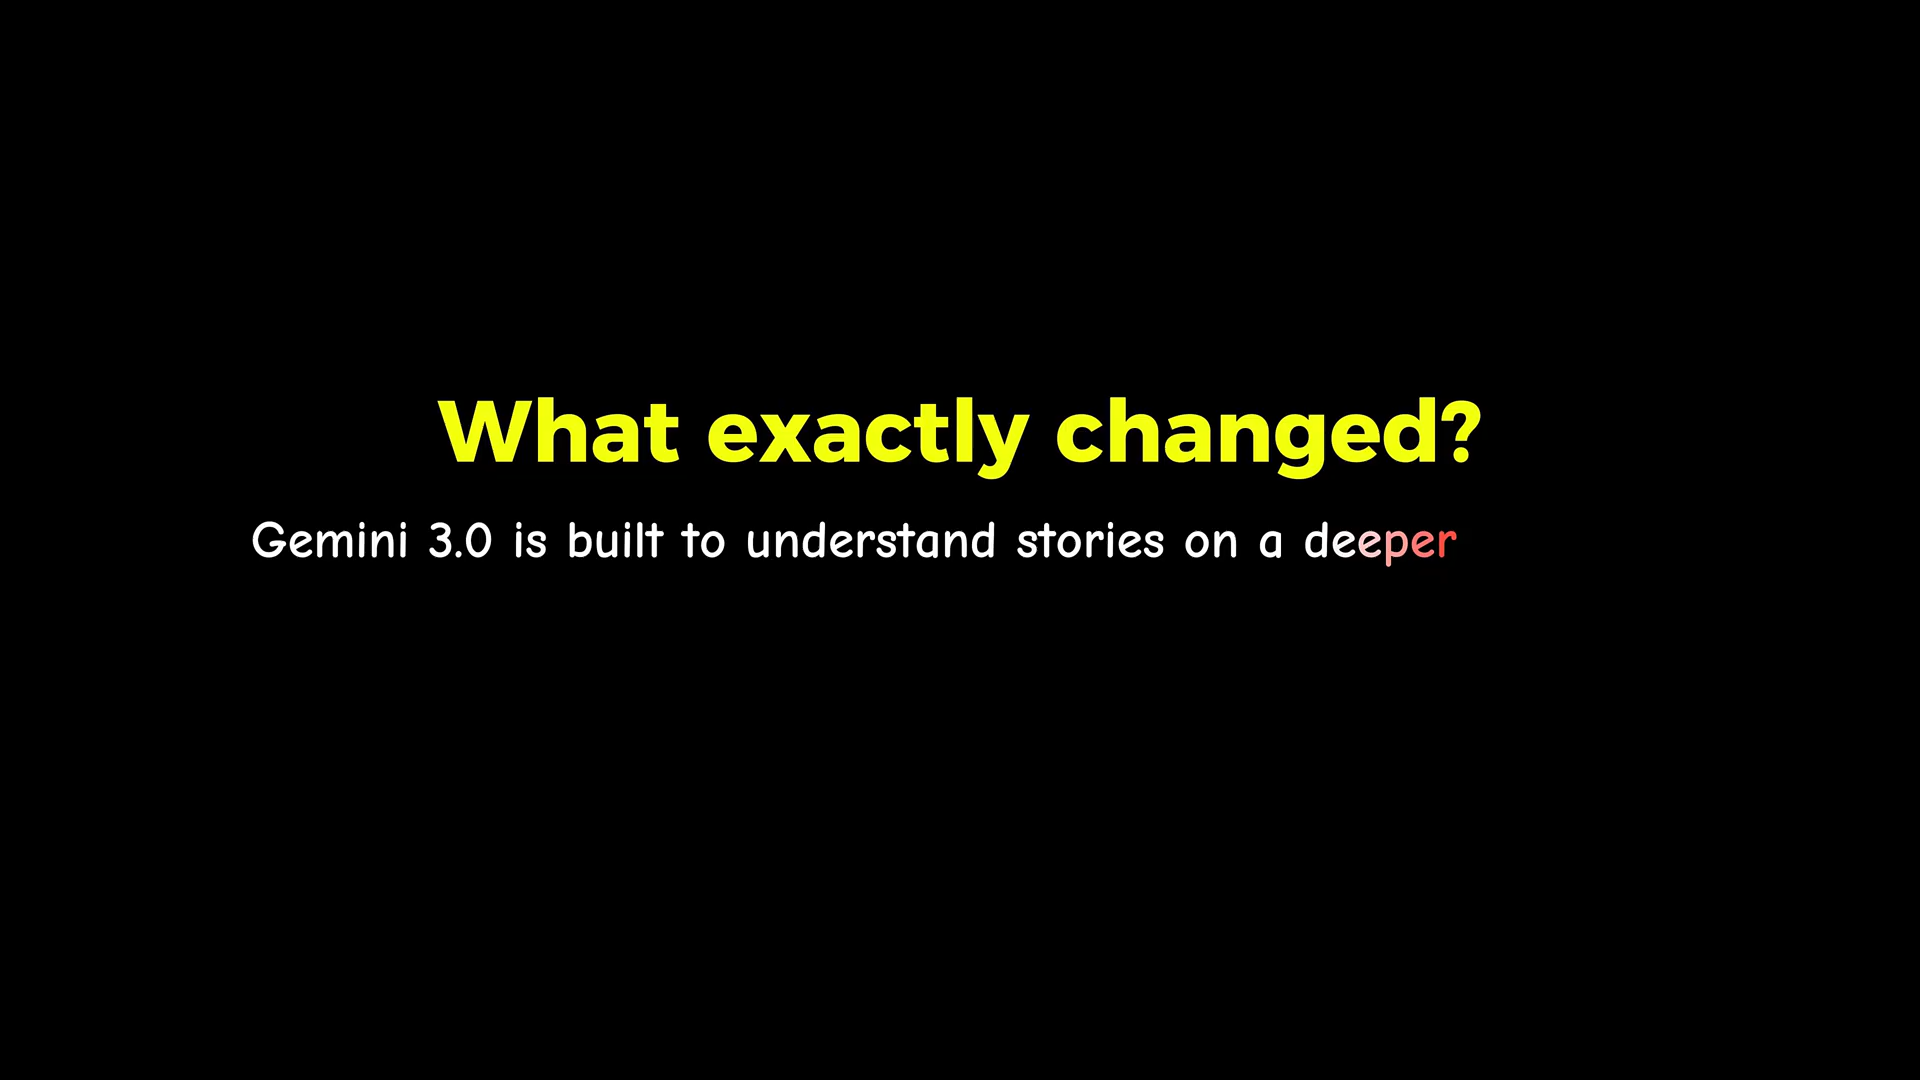 What exactly changed?
Gemini 3.0 is built to understand stories on a deeper